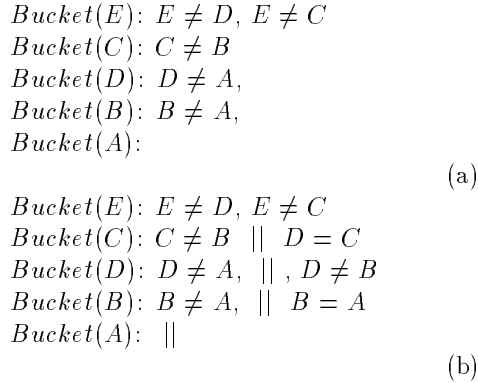 Bucket(E): E ≠ D, E ≠ C
Bucket(C): C ≠ B
Bucket(D): D ≠ A,
Bucket(B): B ≠ A,
Bucket(A):
(a)
Bucket(E): E ≠ D, E ≠ C
Bucket(C): C ≠ B || D = C
Bucket(D): D ≠ A, || , D ≠ B
Bucket(B): B ≠ A, || B = A
Bucket(A): ||
(b)